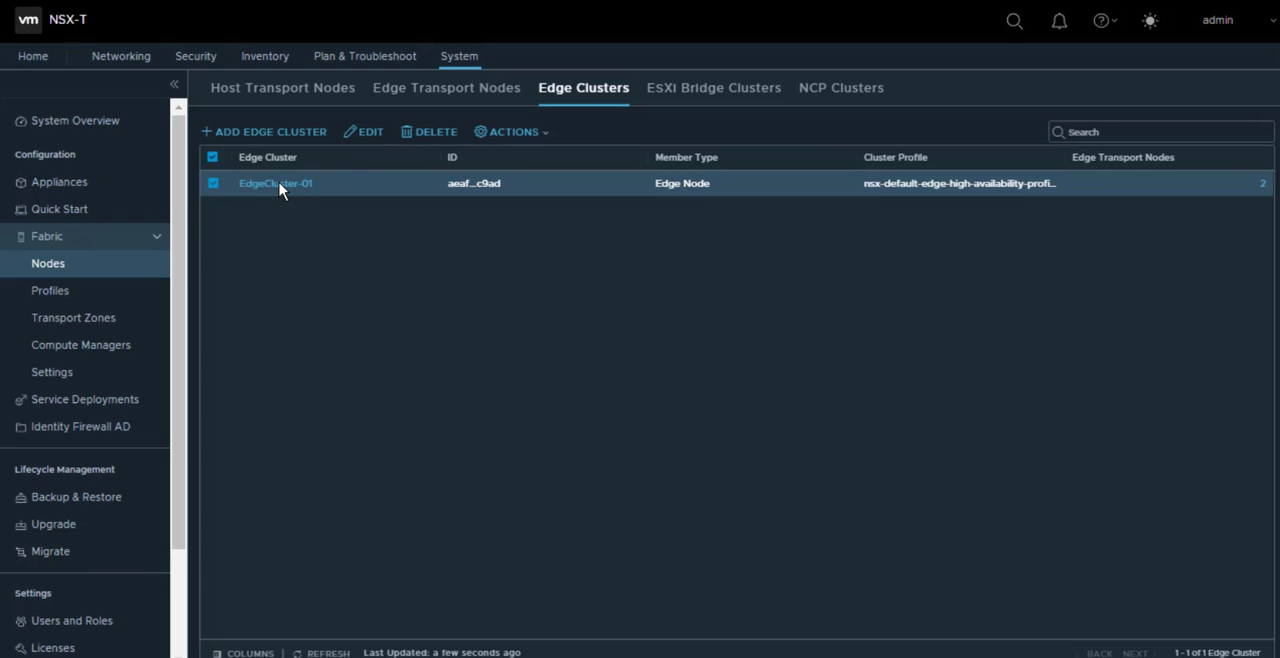 vm NSX-T admin
Home Networking Security Inventory Plan & Troubleshoot System
Host Transport Nodes Edge Transport Nodes Edge Clusters ESXI Bridge Clusters NCP Clusters
System Overview
Configuration
Appliances
Quick Start
Fabric
Nodes
Profiles
Transport Zones
Compute Managers
Settings
Service Deployments
Identity Firewall AD
Lifecycle Management
Backup & Restore
Upgrade
Migrate
Settings
Users and Roles
Licenses
+ ADD EDGE CLUSTER EDIT DELETE ACTIONS Search
Edge Cluster ID Member Type Cluster Profile Edge Transport Nodes
EdgeCluster-01 aeaf...c9ad Edge Node nsx-default-edge-high-availability-profi... 2
COLUMNS | REFRESH Last Updated: a few seconds ago BACK NEXT 1 - 1 of 1 Edge Cluster